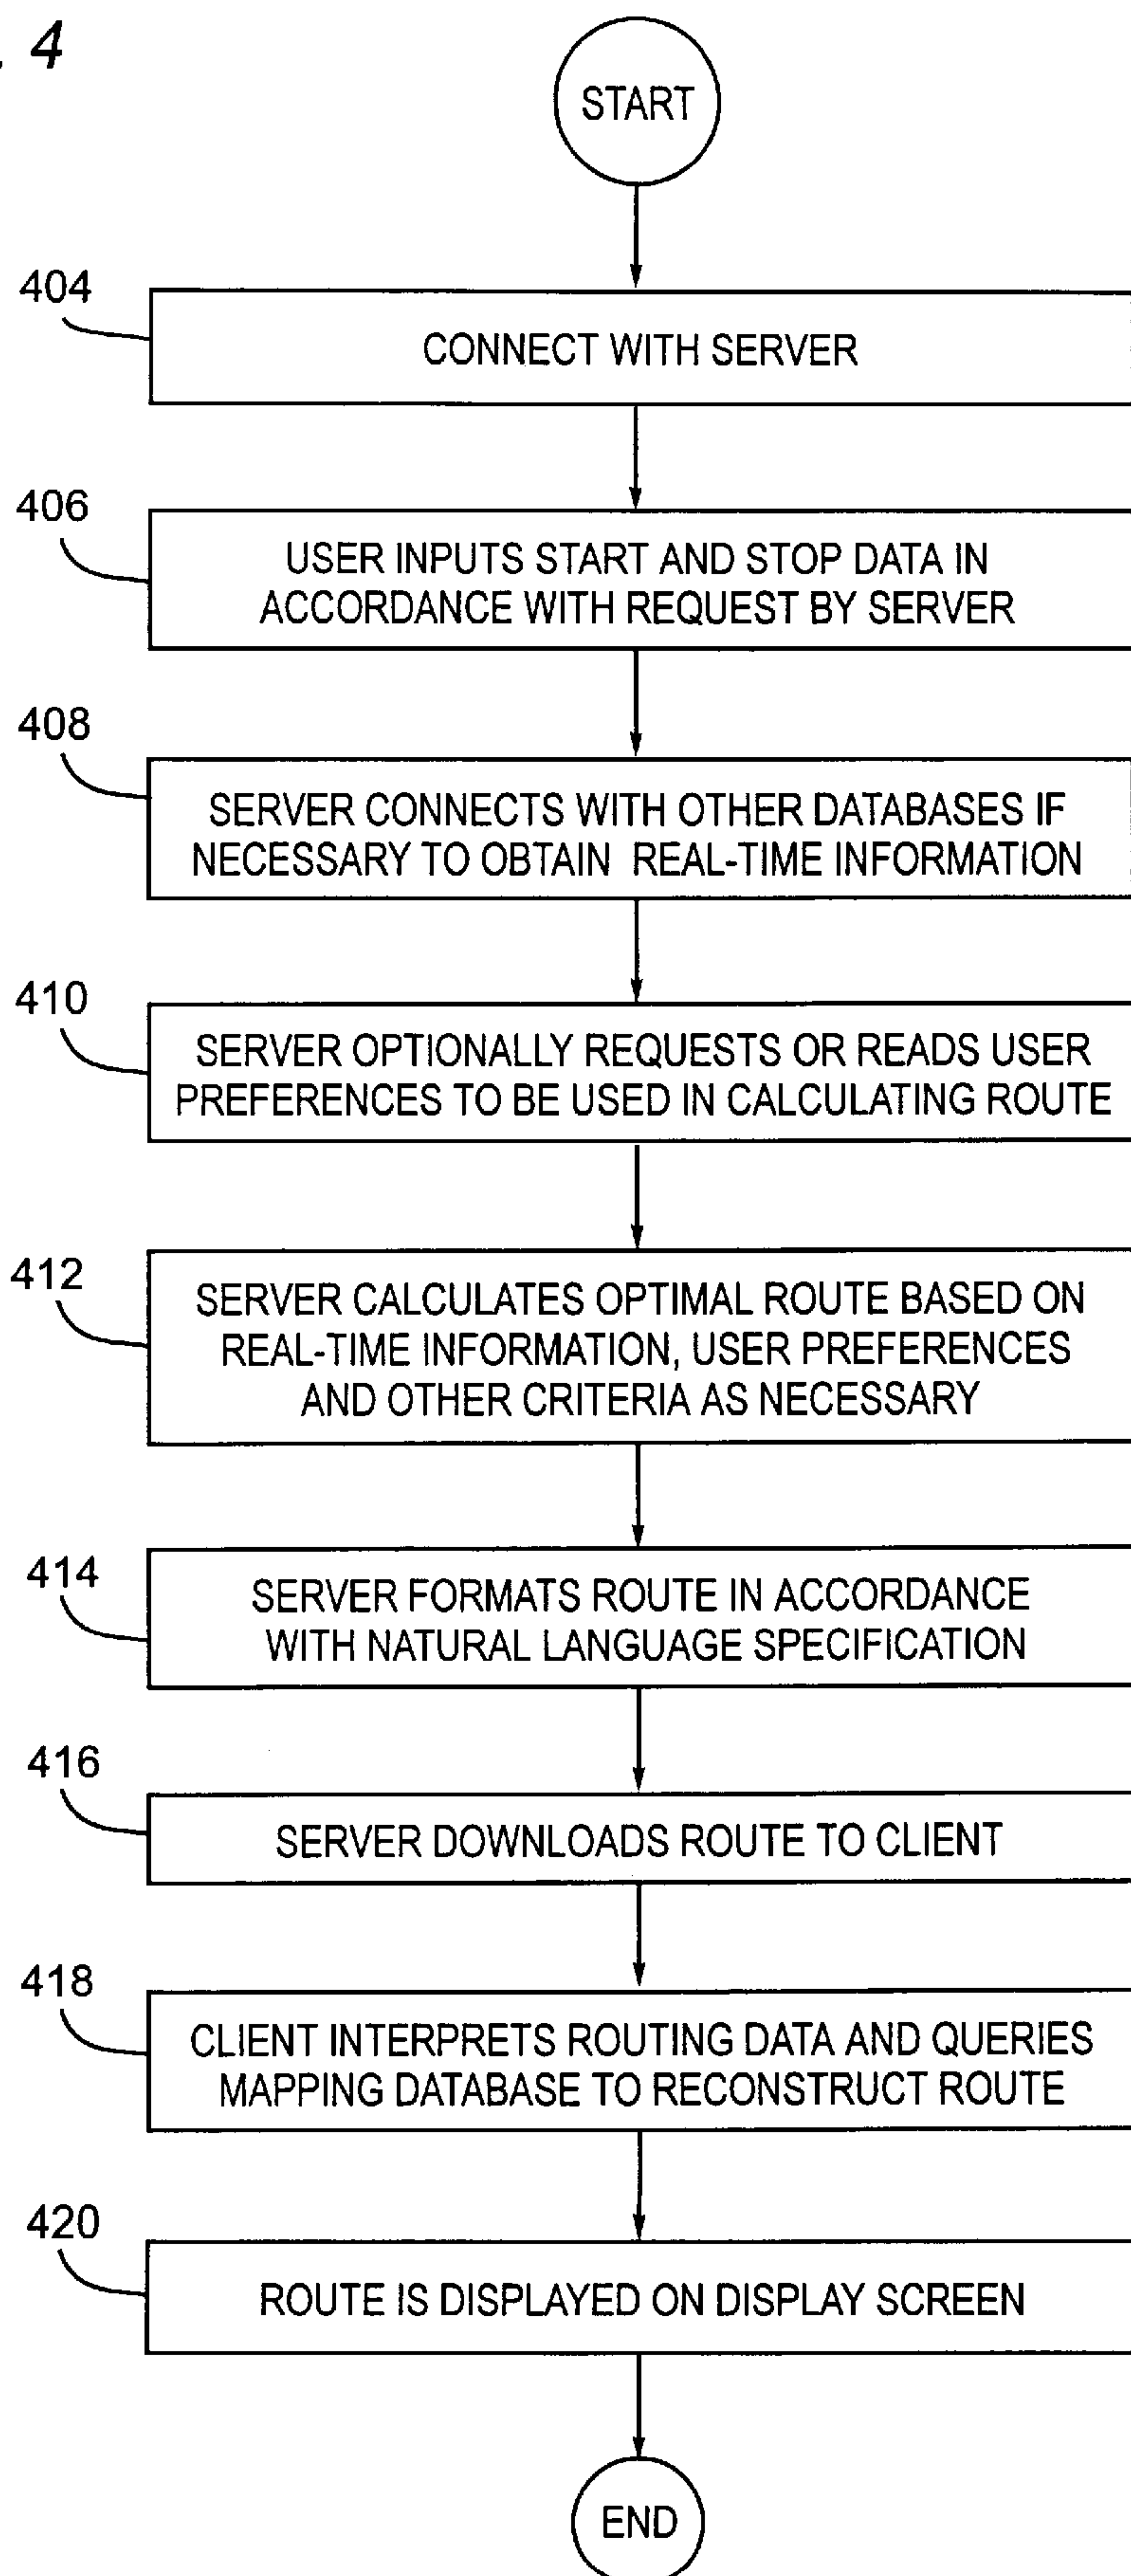 . 4
START
404
CONNECT WITH SERVER
406
USER INPUTS START AND STOP DATA IN
ACCORDANCE WITH REQUEST BY SERVER
408
SERVER CONNECTS WITH OTHER DATABASES IF
NECESSARY TO OBTAIN REAL-TIME INFORMATION
410
SERVER OPTIONALLY REQUESTS OR READS USER
PREFERENCES TO BE USED IN CALCULATING ROUTE
412
SERVER CALCULATES OPTIMAL ROUTE BASED ON
REAL-TIME INFORMATION, USER PREFERENCES
AND OTHER CRITERIA AS NECESSARY
414
SERVER FORMATS ROUTE IN ACCORDANCE
WITH NATURAL LANGUAGE SPECIFICATION
416
SERVER DOWNLOADS ROUTE TO CLIENT
418
CLIENT INTERPRETS ROUTING DATA AND QUERIES
MAPPING DATABASE TO RECONSTRUCT ROUTE
420
ROUTE IS DISPLAYED ON DISPLAY SCREEN
END